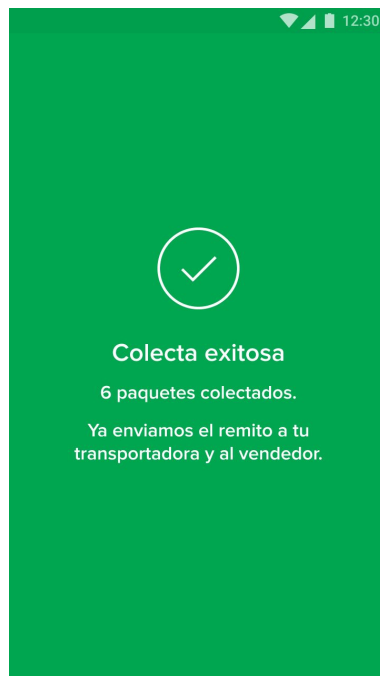 12:30
Colecta exitosa
6 paquetes colectados.
Ya enviamos el remito a tu
transportadora y al vendedor.